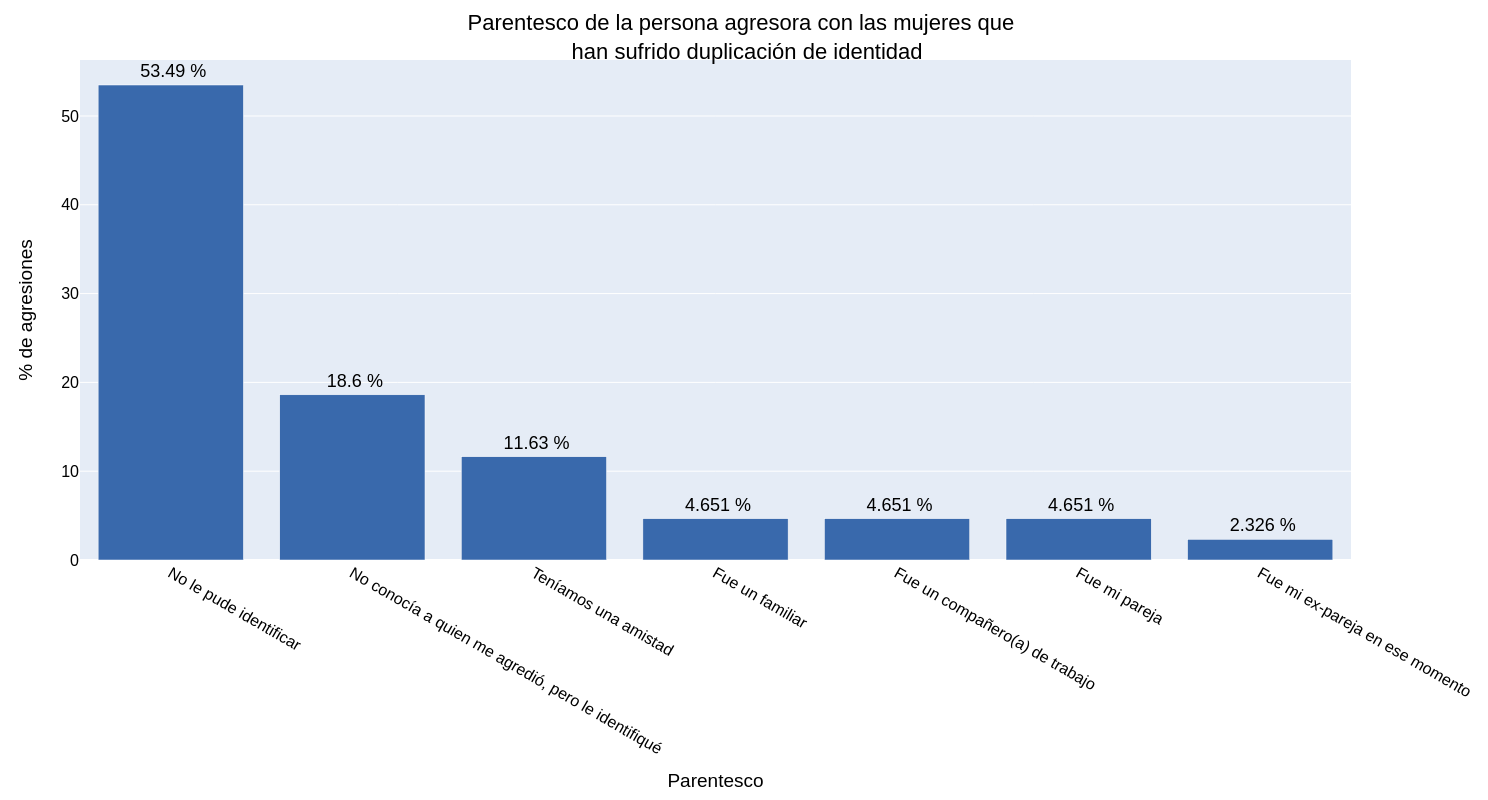 Parentesco de la persona agresora con las mujeres que
han sufrido duplicación de identidad
% de agresiones
50
40
30
20
10
0
53.49 %
18.6 %
11.63 %
4.651 %
4.651 %
4.651 %
2.326 %
No le pude identificar
No conocía a quien me agredió, pero le identifiqué
Teníamos una amistad
Fue un familiar
Fue un compañero(a) de trabajo
Fue mi pareja
Fue mi ex-pareja en ese momento
Parentesco